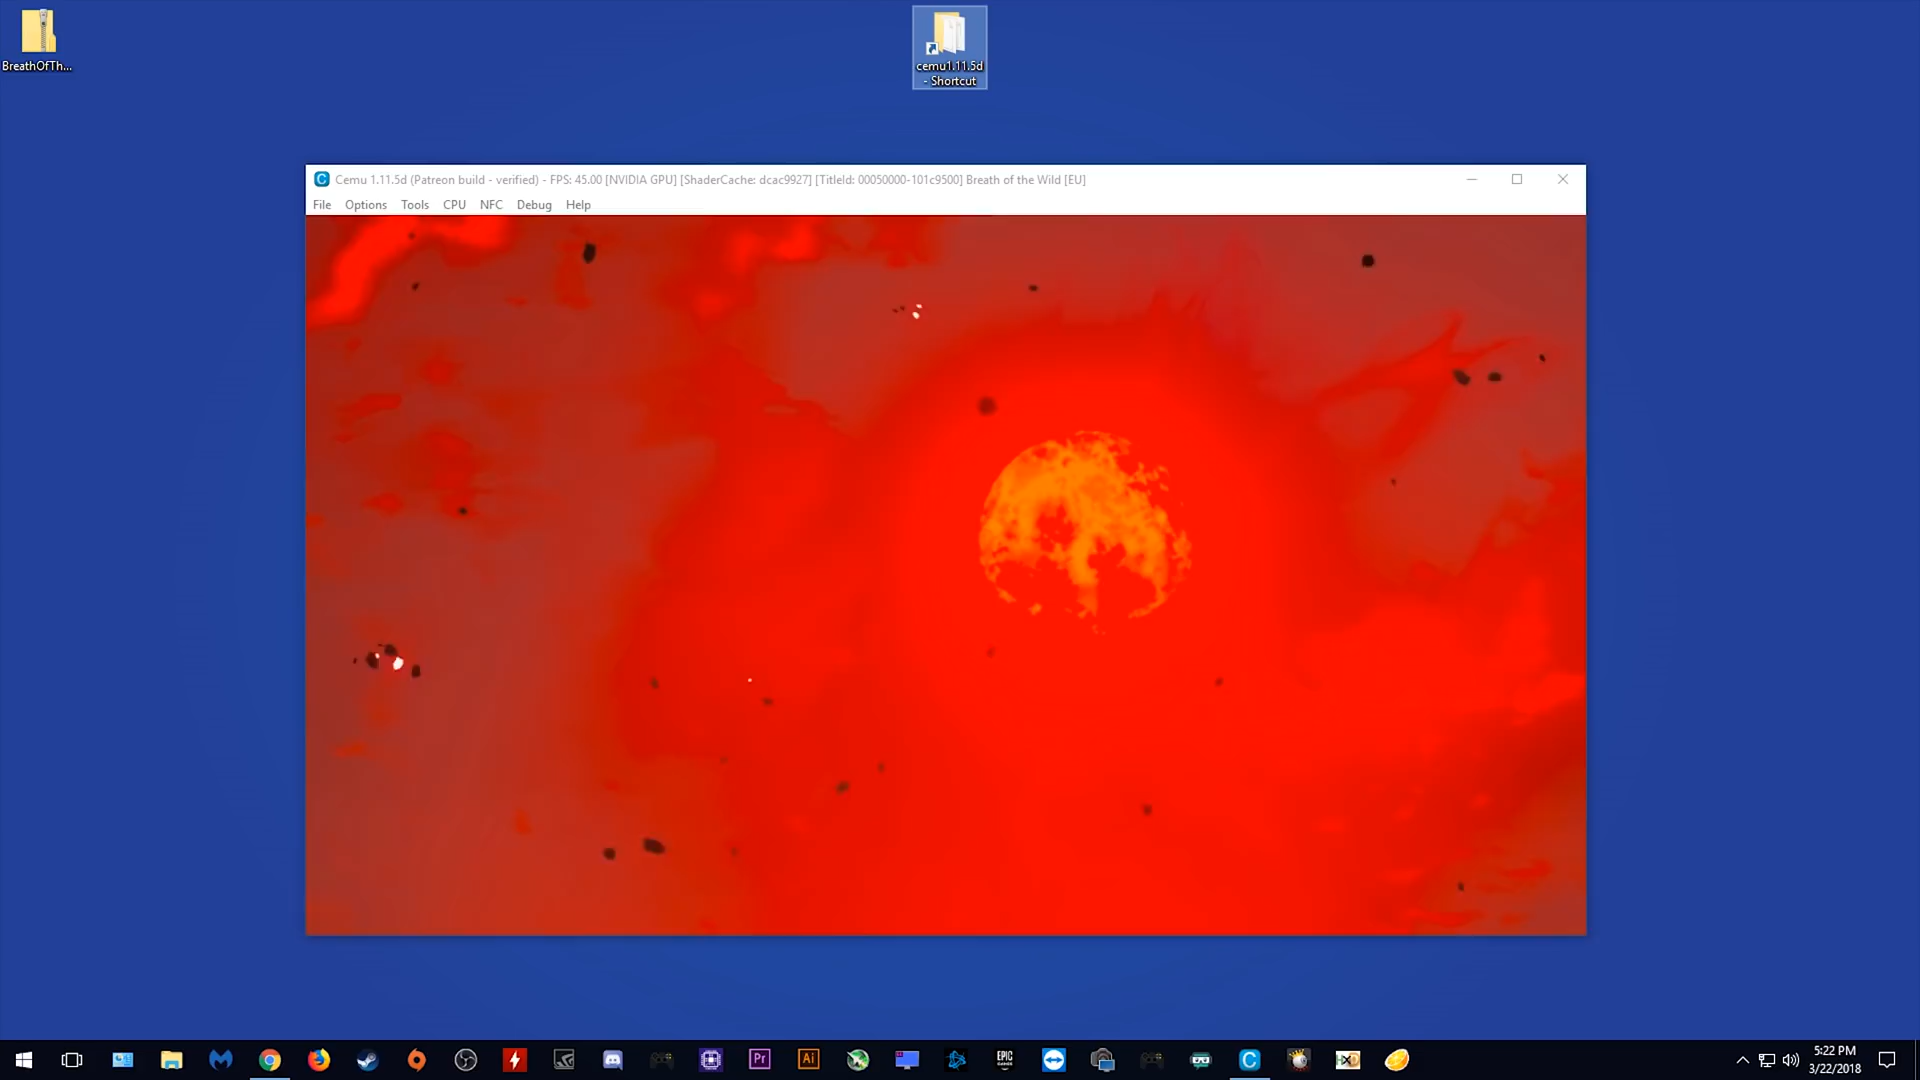 BreathOfTh...
cemu1.11.5d
- Shortcut
Cemu 1.11.5d (Patreon build - verified) - FPS: 45.00 [NVIDIA GPU] [ShaderCache: dcac9927] [TitleId: 00050000-101c9500] Breath of the Wild [EU]
File Options Tools CPU NFC Debug Help
Pr
Ai
EPIC
GAMES
5:22 PM
3/22/2018